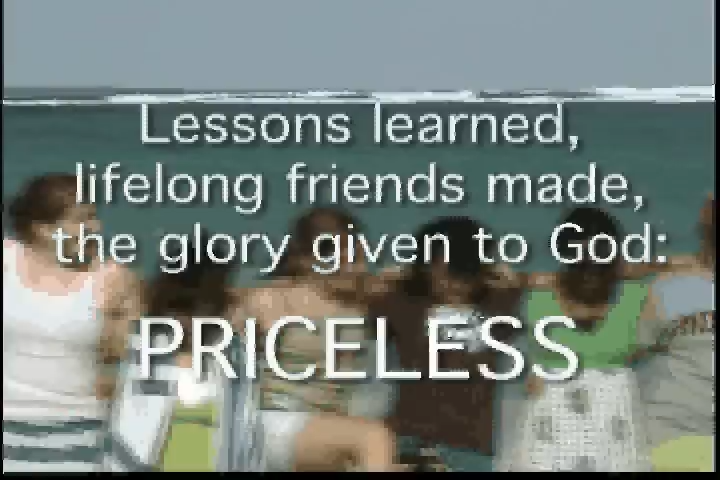 Lessons learned,
lifelong friends made,
the glory given to God:
PRICELESS